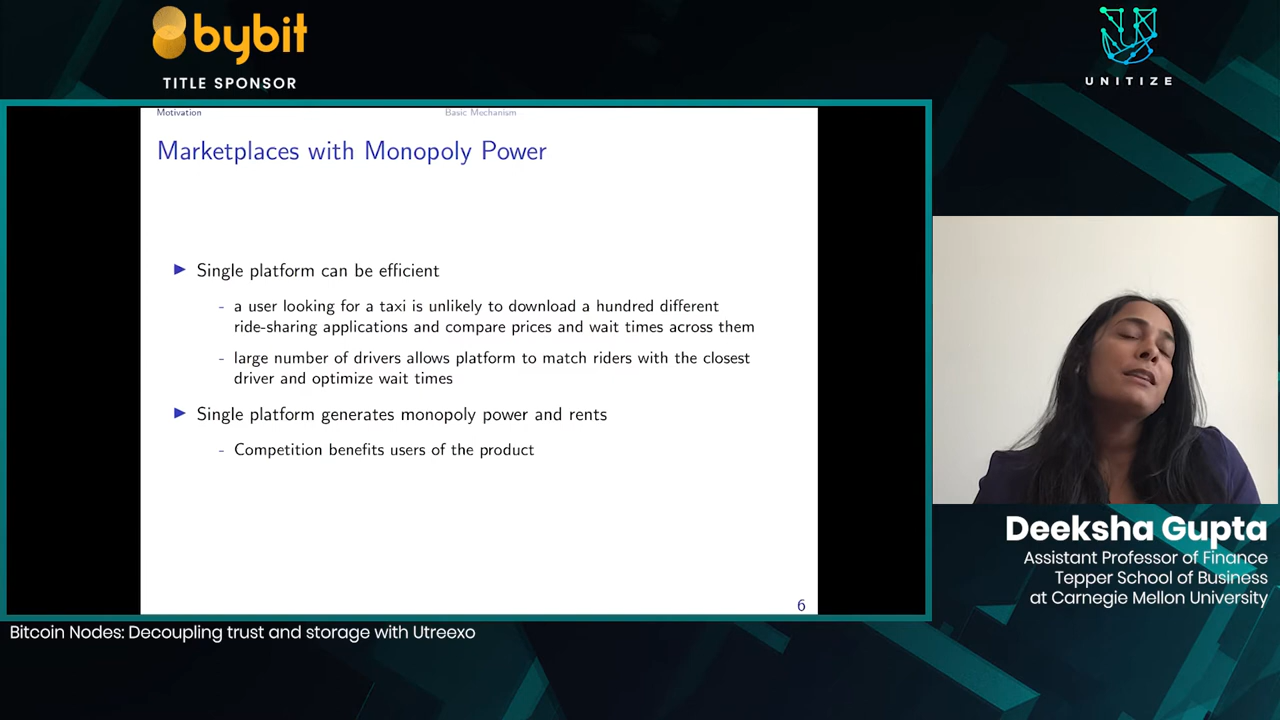 bybit
TITLE SPONSOR
UNITIZE
Motivation
Basic Mechanism
Marketplaces with Monopoly Power
Single platform can be efficient
- a user looking for a taxi is unlikely to download a hundred different
ride-sharing applications and compare prices and wait times across them
- large number of drivers allows platform to match riders with the closest
driver and optimize wait times
Single platform generates monopoly power and rents
- Competition benefits users of the product
6
Deeksha Gupta
Assistant Professor of Finance
Tepper School of Business
at Carnegie Mellon University
Bitcoin Nodes: Decoupling trust and storage with Utreexo